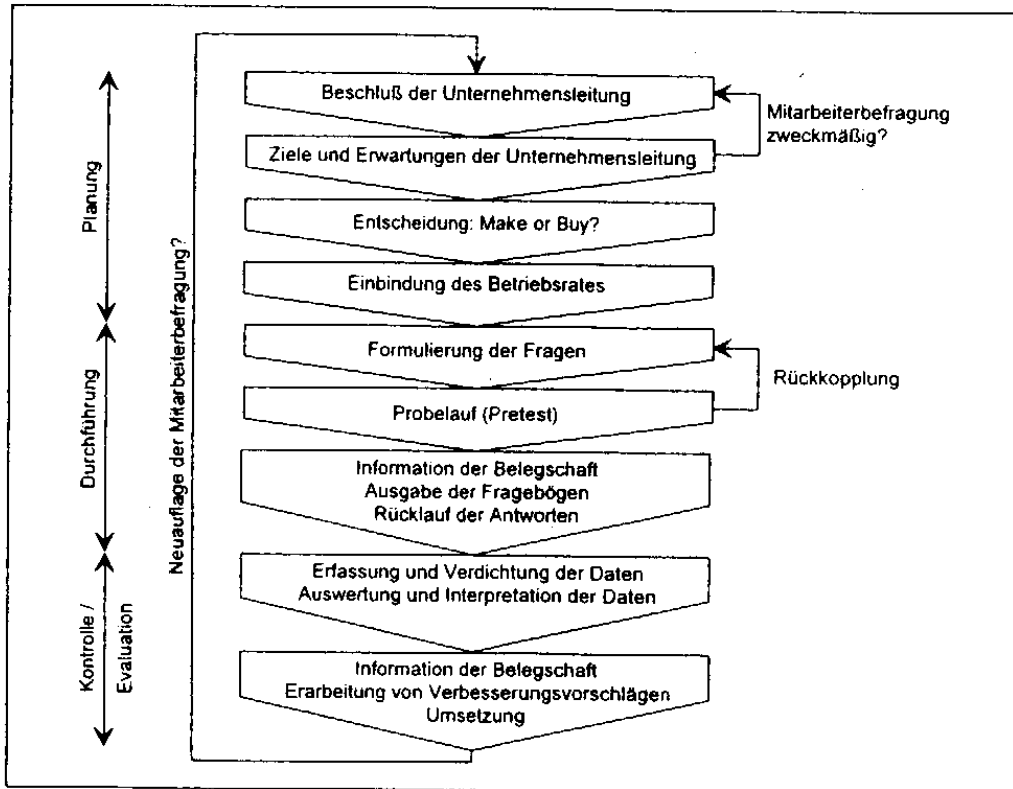 Beschluß der Unternehmensleitung
Mitarbeiterbefragung
zweckmäßig?
Ziele und Erwartungen der Unternehmensleitung
Planung
Entscheidung: Make or Buy?
Einbindung des Betriebsrates
Neuauflage der Mitarbeiterbefragung?
Durchführung
Formulierung der Fragen
Rückkopplung
Probelauf (Pretest)
Information der Belegschaft
Ausgabe der Fragebögen
Rücklauf der Antworten
Kontrolle /
Evaluation
Erfassung und Verdichtung der Daten
Auswertung und Interpretation der Daten
Information der Belegschaft
Erarbeitung von Verbesserungsvorschlägen
Umsetzung